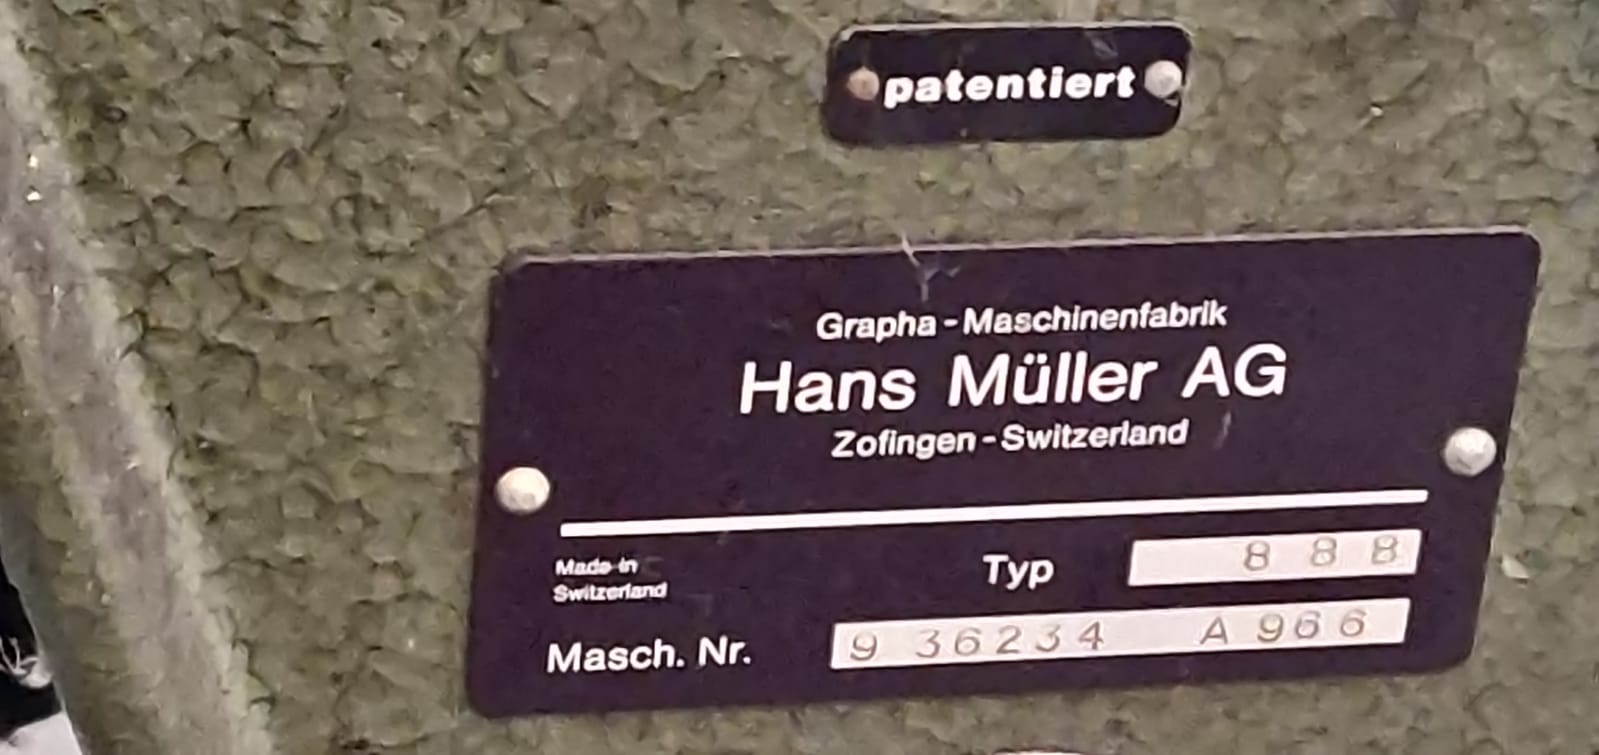 patentiert
Grapha-Maschinenfabrik
Hans Müller AG
Zofingen-Switzerland
Made in
Switzerland
Typ 8 8 8
Masch. Nr. 9 36234 A 966